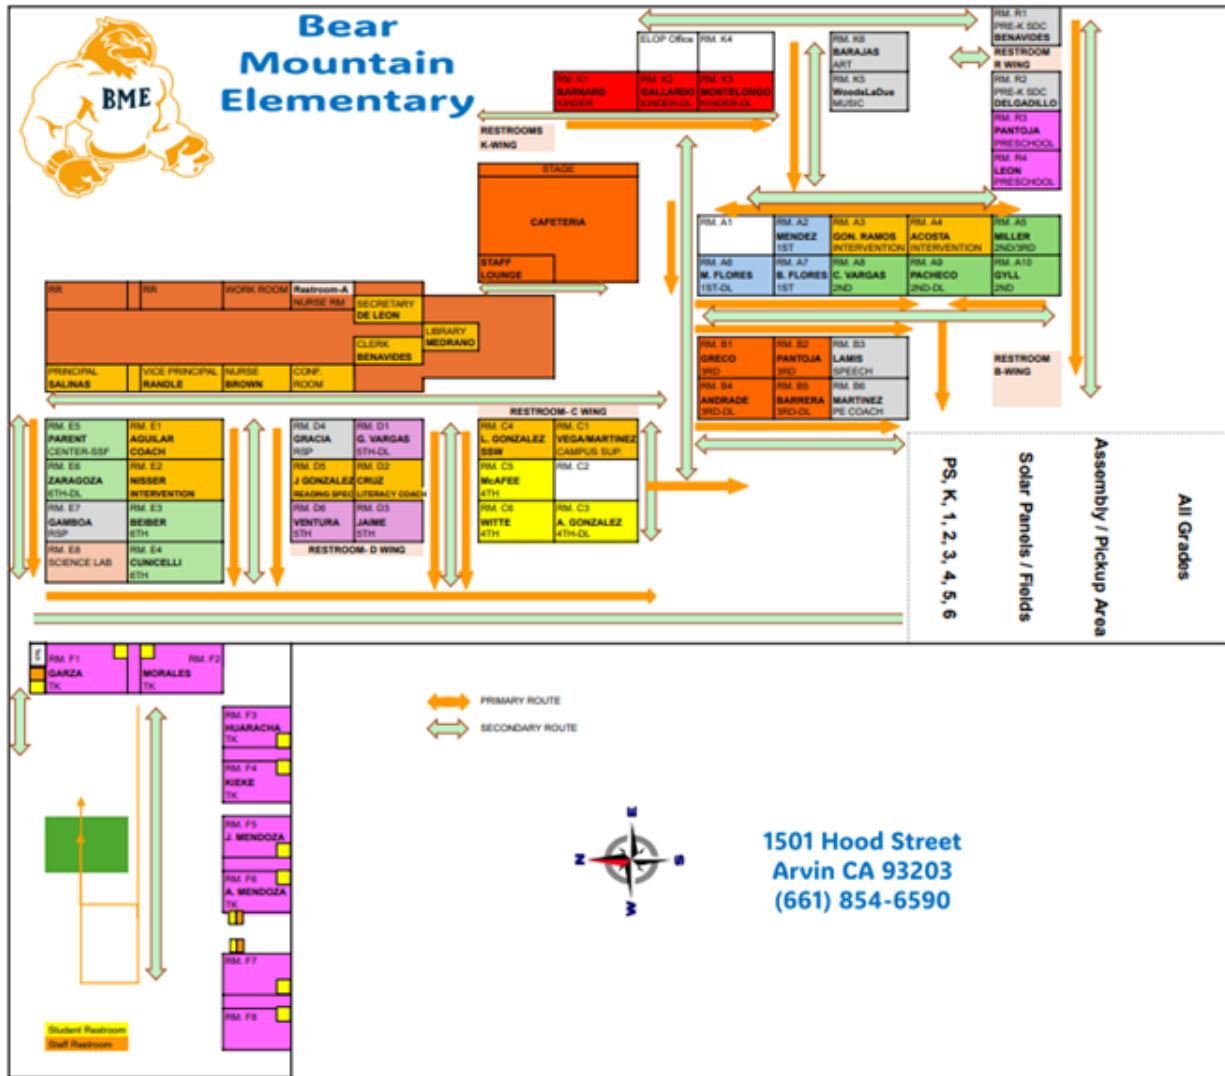 Bear
Mountain
Elementary
BME
ELOP Office
RM. K4
RM. K1
BARNARD
KINDER
RM. K2
GALLARDO
KINDER-DL
RM. K3
MONTELONGO
KINDER-DL
RM. K6
BARAJAS
ART
RM. K5
WoodsLaDue
MUSIC
RM. R1
PRE-K SDC
BENAVIDES
RESTROOM
R WING
RM. R2
PRE-K SDC
DELGADILLO
RM. R3
PANTOJA
PRESCHOOL
RM. R4
LEON
PRESCHOOL
RESTROOMS
K-WING
STAGE
CAFETERIA
STAFF
LOUNGE
RM. A1
RM. A2
MENDEZ
1ST
RM. A3
GON. RAMOS
INTERVENTION
RM. A4
ACOSTA
INTERVENTION
RM. A5
MILLER
2ND/3RD
RM. A6
M. FLORES
1ST-DL
RM. A7
B. FLORES
1ST
RM. A8
C. VARGAS
2ND
RM. A9
PACHECO
2ND-DL
RM. A10
GYLL
2ND
RR
RR
WORK ROOM
Restroom-A
NURSE RM
SECRETARY
DE LEON
LIBRARY
MEDRANO
CLERK
BENAVIDES
PRINCIPAL
SALINAS
VICE PRINCIPAL
RANDLE
NURSE
BROWN
CONF.
ROOM
RM. B1
GRECO
3RD
RM. B2
PANTOJA
3RD
RM. B3
LAMIS
SPEECH
RM. B4
ANDRADE
3RD-DL
RM. B5
BARRERA
3RD-DL
RM. B6
MARTINEZ
PE COACH
RESTROOM
B-WING
RM. E5
PARENT
CENTER-SSF
RM. E1
AGUILAR
COACH
RM. E6
ZARAGOZA
6TH-DL
RM. E2
NISSER
INTERVENTION
RM. E7
GAMBOA
RSP
RM. E3
BEIBER
6TH
RM. E8
SCIENCE LAB
RM. E4
CUNICELLI
6TH
RM. D4
GRACIA
RSP
RM. D1
G. VARGAS
5TH-DL
RM. D5
J GONZALEZ
READING SPEC
RM. D2
CRUZ
LITERACY COACH
RM. D6
VENTURA
5TH
RM. D3
JAIME
5TH
RESTROOM- D WING
RESTROOM- C WING
RM. C4
L. GONZALEZ
SSW
RM. C1
VEGA/MARTINEZ
CAMPUS SUP.
RM. C5
McAFEE
4TH
RM. C2
RM. C6
WITTE
4TH
RM. C3
A. GONZALEZ
4TH-DL
All Grades
Assembly / Pickup Area
Solar Panels / Fields
PS, K, 1, 2, 3, 4, 5, 6
RM. F1
GARZA
TK
RM. F2
MORALES
TK
RM. F3
HUARACHA
TK
RM. F4
KIEKE
TK
RM. F5
J. MENDOZA
RM. F6
A. MENDOZA
TK
RM. F7
RM. F8
Student Restroom
Staff Restroom
PRIMARY ROUTE
SECONDARY ROUTE
E
N
S
W
1501 Hood Street
Arvin CA 93203
(661) 854-6590